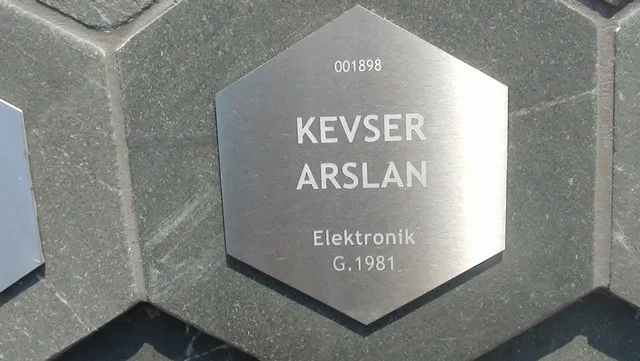 001898
KEVSER
ARSLAN
Elektronik
G.1981